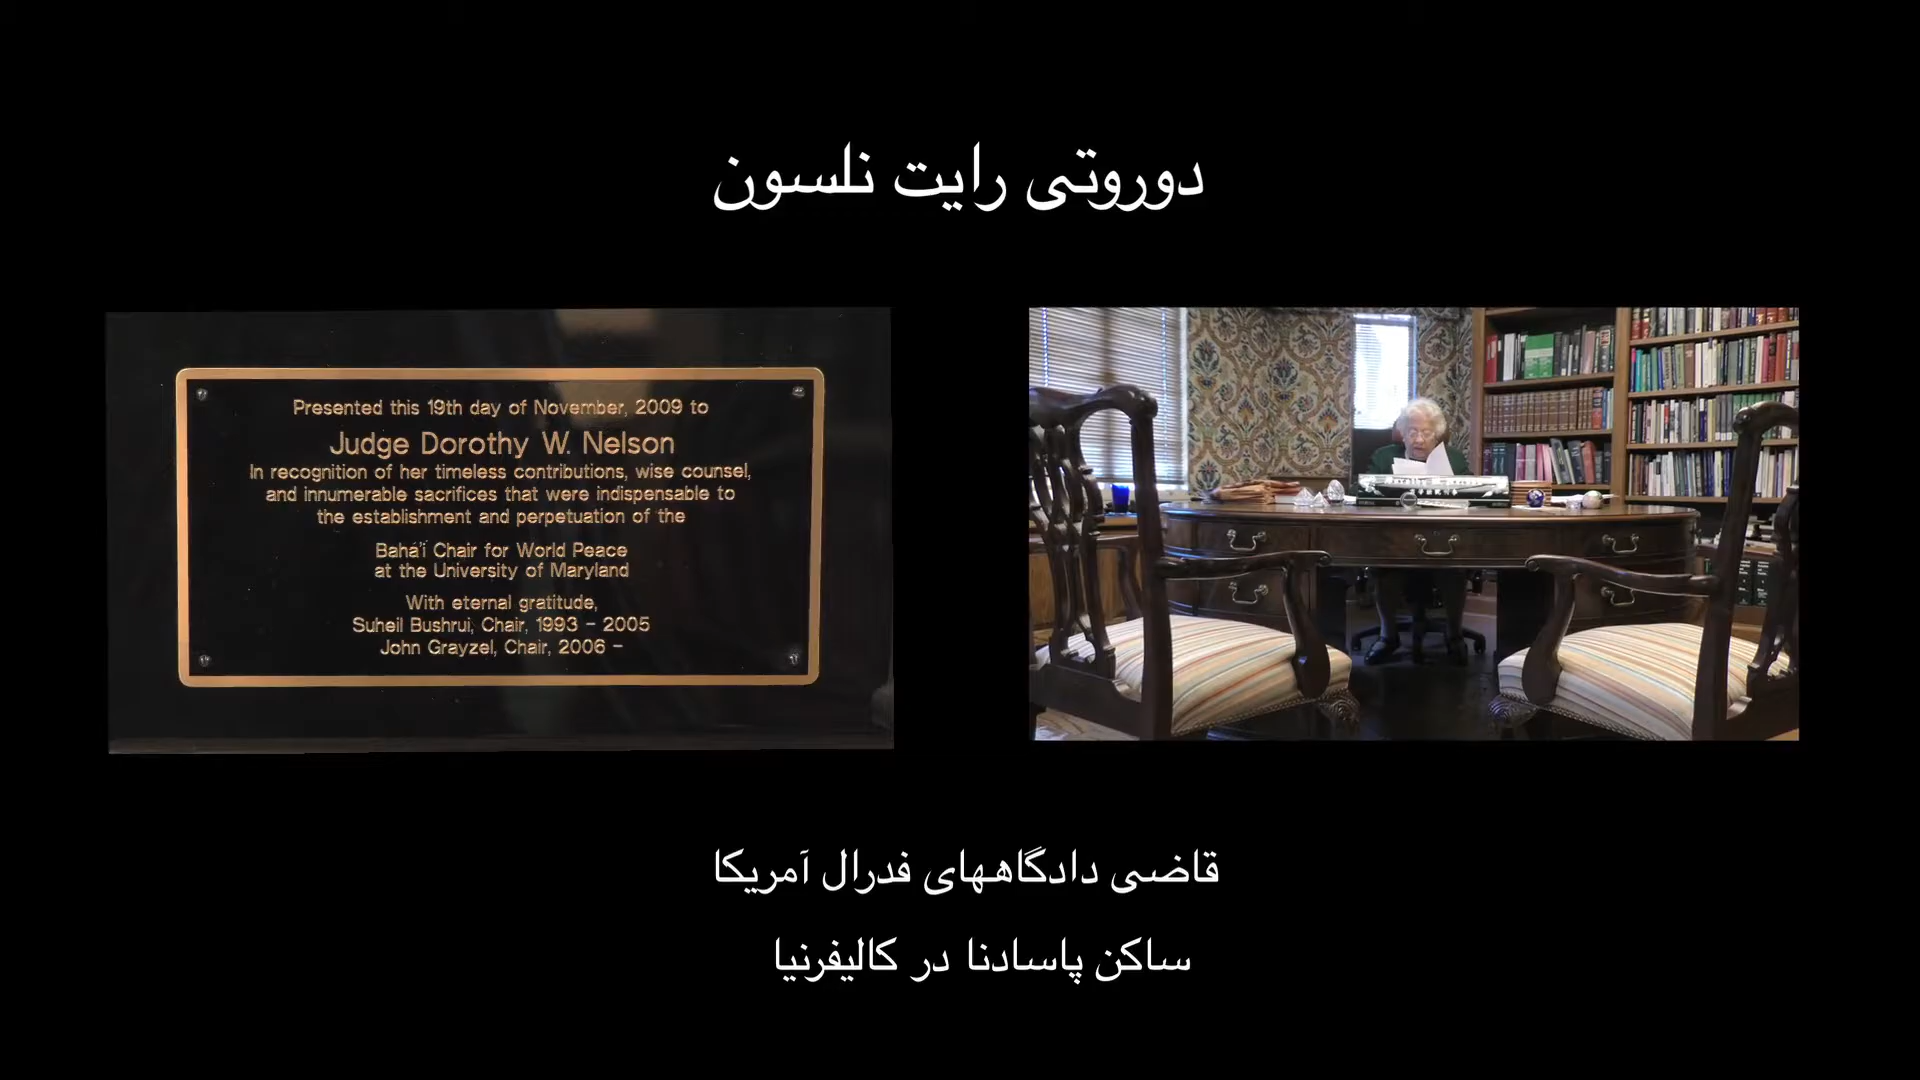 دوروتی رایت نلسون
Presented this 19th day of November, 2009 to
Judge Dorothy W. Nelson
In recognition of her timeless contributions, wise counsel,
and innumerable sacrifices that were indispensable to
the establishment and perpetuation of the
Bahá'í Chair for World Peace
at the University of Maryland
With eternal gratitude,
Suheil Bushrui, Chair, 1993 - 2005
John Grayzel, Chair, 2006 -
قاضی دادگاههای فدرال آمریکا
ساکن پاسادنا در کالیفرنیا